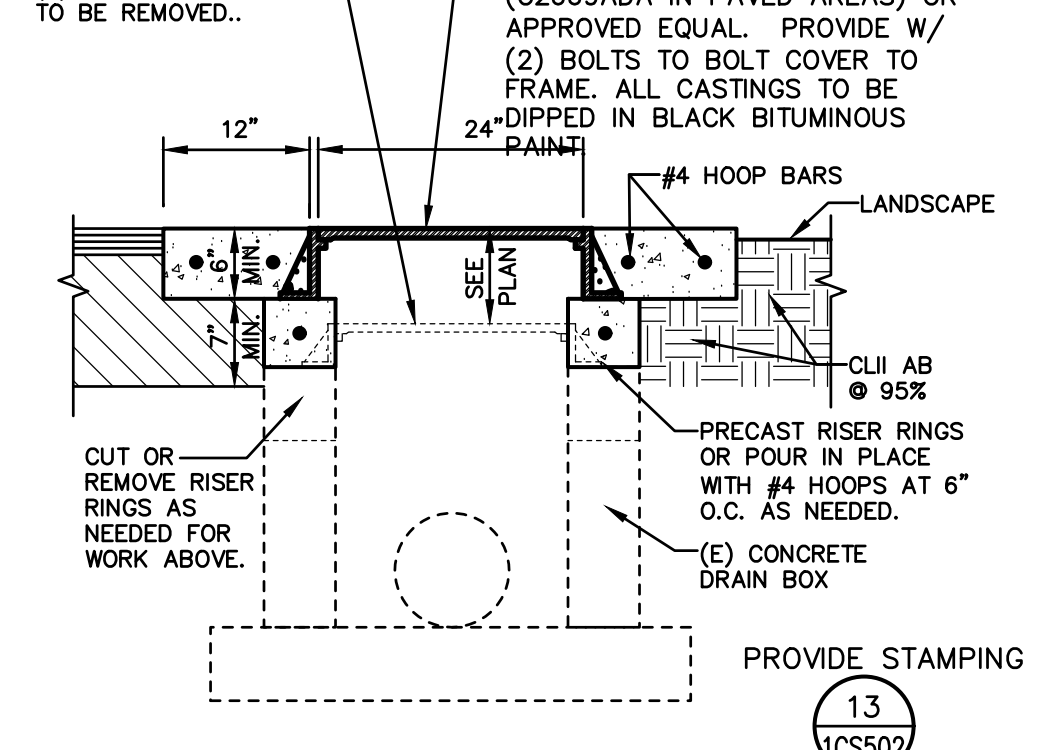 TO BE REMOVED..
APPROVED EQUAL. PROVIDE W/
(2) BOLTS TO BOLT COVER TO
FRAME. ALL CASTINGS TO BE
DIPPED IN BLACK BITUMINOUS
PAINT.
12”
24”
#4 HOOP BARS
LANDSCAPE
6”
MIN.
SEE
PLAN
7”
MIN.
CLII AB
@ 95%
PRECAST RISER RINGS
OR POUR IN PLACE
WITH #4 HOOPS AT 6”
O.C. AS NEEDED.
CUT OR
REMOVE RISER
RINGS AS
NEEDED FOR
WORK ABOVE.
(E) CONCRETE
DRAIN BOX
PROVIDE STAMPING
13
1CS502